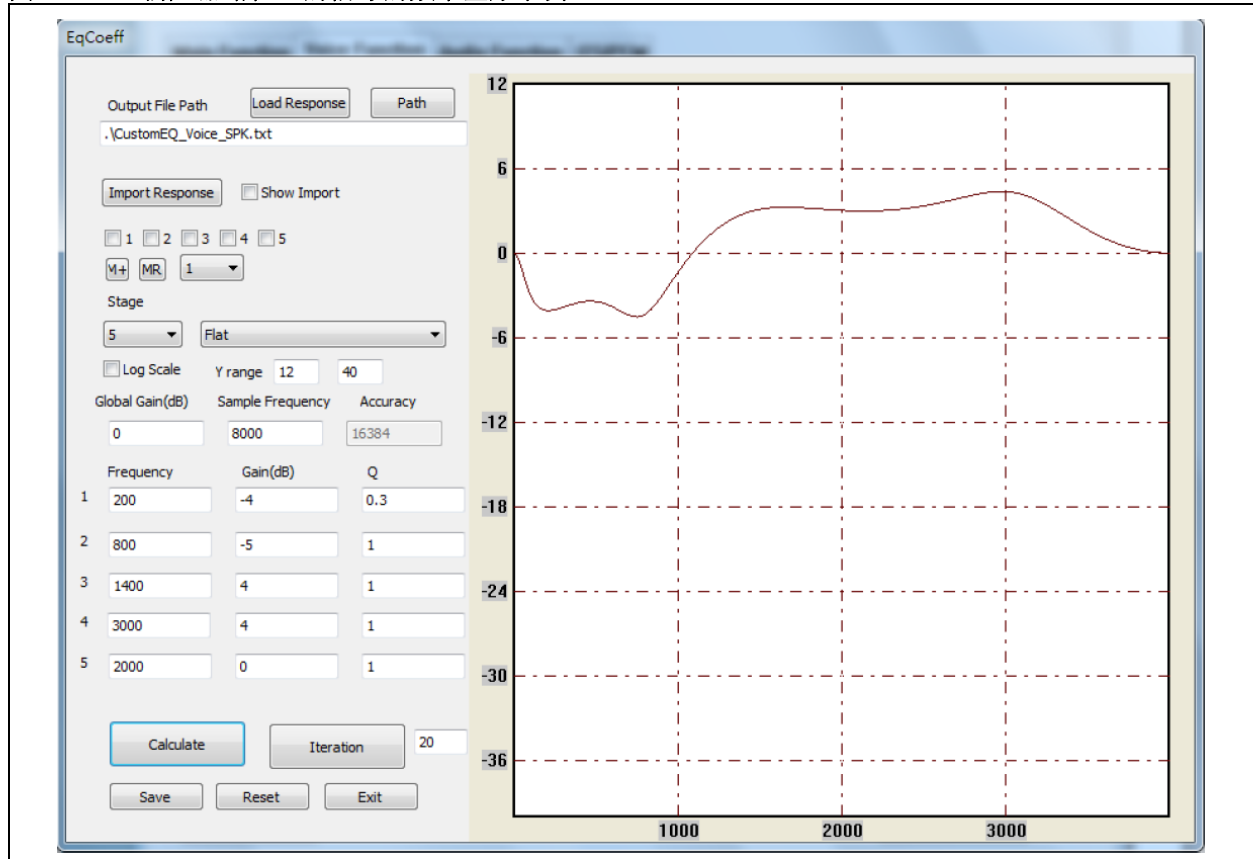 EqCoeff
Output File Path Load Response Path
.\CustomEQ_Voice_SPK.txt
Import Response Show Import
1 2 3 4 5
M+ MR 1
Stage
5 Flat
Log Scale Y range 12 40
Global Gain(dB) Sample Frequency Accuracy
0 8000 16384
Frequency Gain(dB) Q
1 200 -4 0.3
2 800 -5 1
3 1400 4 1
4 3000 4 1
5 2000 0 1
Calculate Iteration 20
Save Reset Exit
12
6
0
-6
-12
-18
-24
-30
-36
1000 2000 3000